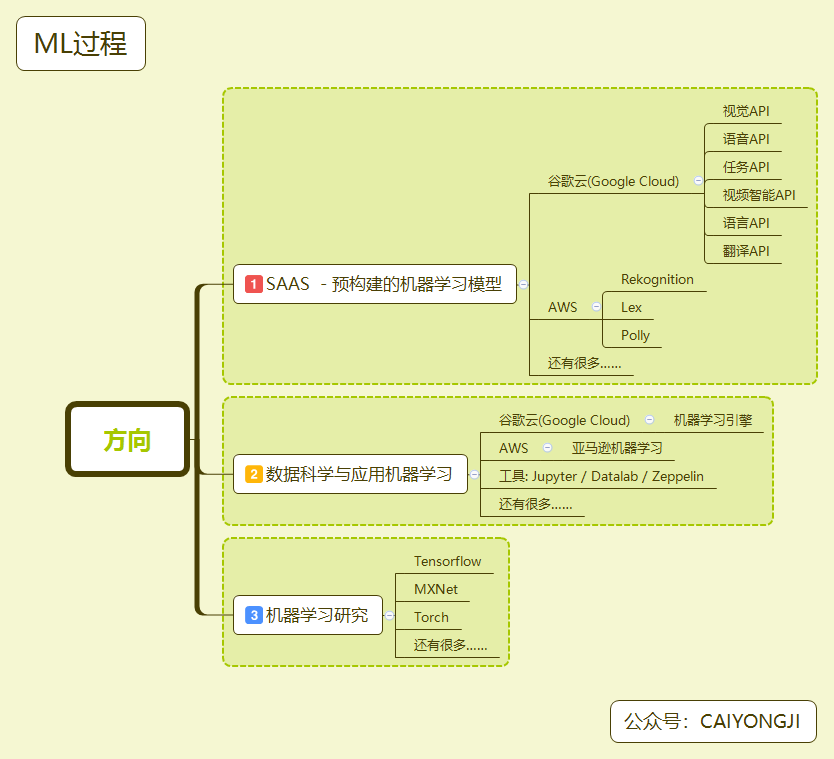 ML过程
方向
1 SAAS - 预构建的机器学习模型
谷歌云(Google Cloud)
视觉API
语音API
任务API
视频智能API
语言API
翻译API
AWS
Rekognition
Lex
Polly
还有很多......
2 数据科学与应用机器学习
谷歌云(Google Cloud) 机器学习引擎
AWS 亚马逊机器学习
工具: Jupyter / Datalab / Zeppelin
还有很多......
3 机器学习研究
Tensorflow
MXNet
Torch
还有很多......
公众号：CAIYONGJI